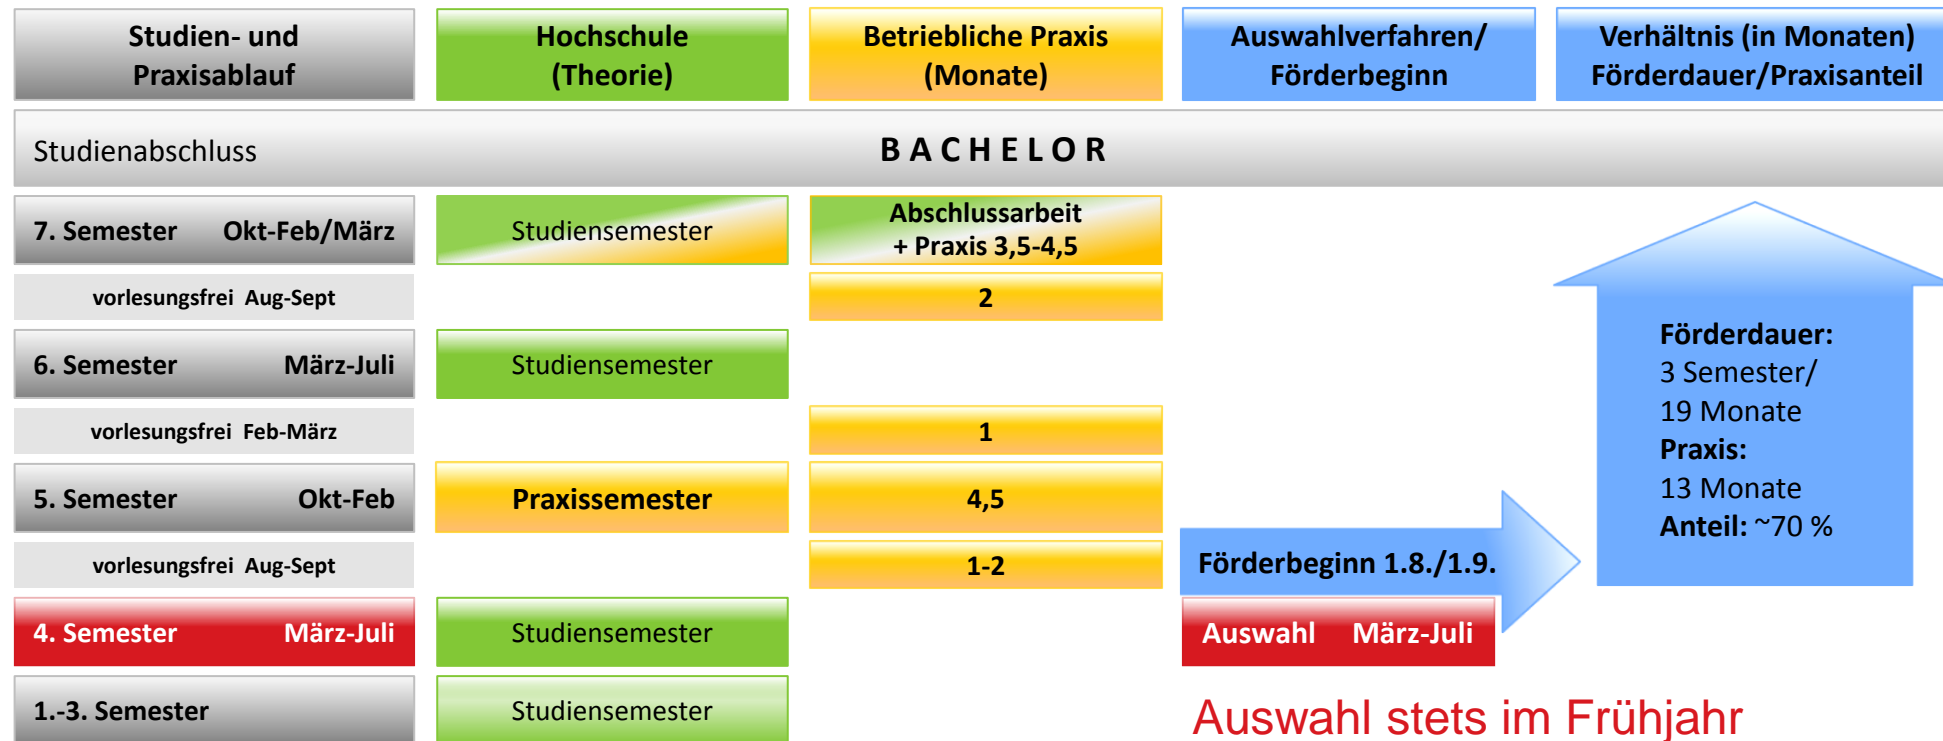 Studien- und
Praxisablauf
Hochschule
(Theorie)
Betriebliche Praxis
(Monate)
Auswahlverfahren/
Förderbeginn
Verhältnis (in Monaten)
Förderdauer/Praxisanteil
Studienabschluss
B A C H E L O R
7. Semester Okt-Feb/März
Studiensemester
Abschlussarbeit
+ Praxis 3,5-4,5
vorlesungsfrei Aug-Sept
2
6. Semester März-Juli
Studiensemester
vorlesungsfrei Feb-März
1
5. Semester Okt-Feb
Praxissemester
4,5
vorlesungsfrei Aug-Sept
1-2
Förderbeginn 1.8./1.9.
Förderdauer:
3 Semester/
19 Monate
Praxis:
13 Monate
Anteil: ~70 %
4. Semester März-Juli
Studiensemester
Auswahl März-Juli
1.-3. Semester
Studiensemester
Auswahl stets im Frühjahr